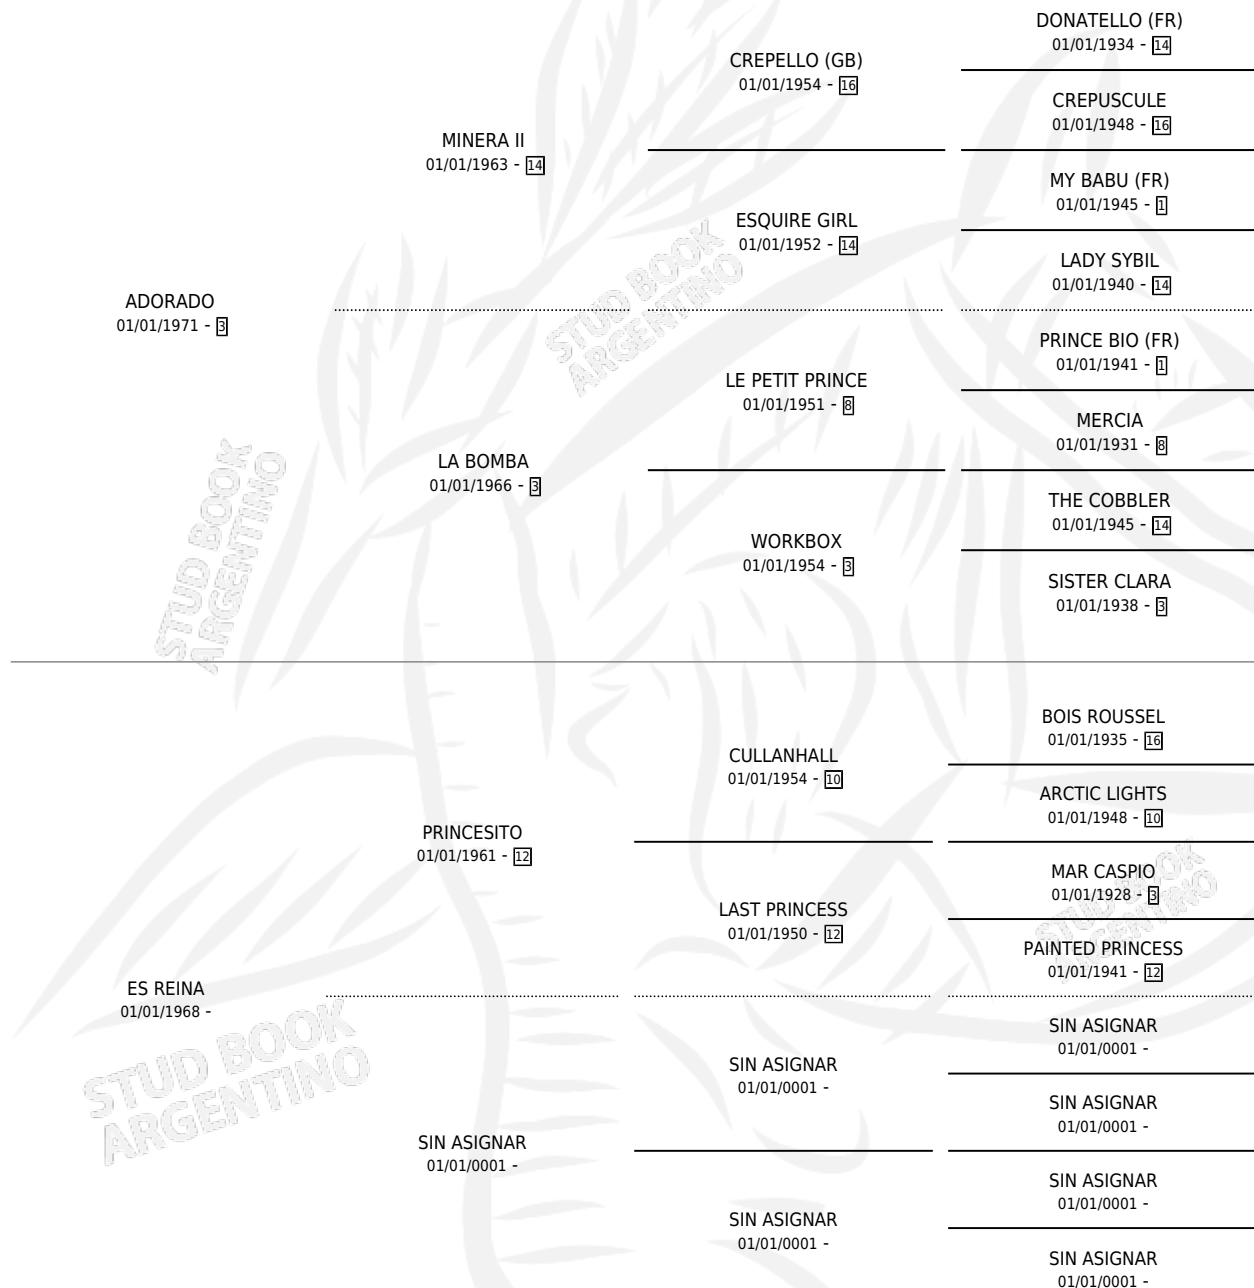 DONATELLO (FR)
01/01/1934 - 14
CREPELLO (GB)
01/01/1954 - 16
CREPUSCULE
01/01/1948 - 16
MINERA II
01/01/1963 - 14
MY BABU (FR)
01/01/1945 - 1
ESQUIRE GIRL
01/01/1952 - 14
LADY SYBIL
01/01/1940 - 14
ADORADO
01/01/1971 - 3
PRINCE BIO (FR)
01/01/1941 - 1
LE PETIT PRINCE
01/01/1951 - 8
MERCIA
01/01/1931 - 8
LA BOMBA
01/01/1966 - 3
THE COBBLER
01/01/1945 - 14
WORKBOX
01/01/1954 - 3
SISTER CLARA
01/01/1938 - 3
STUD BOOK
ARGENTINO
STUD BOOK
ARGENTINO
BOIS ROUSSEL
01/01/1935 - 16
CULLANHALL
01/01/1954 - 10
ARCTIC LIGHTS
01/01/1948 - 10
PRINCESITO
01/01/1961 - 12
MAR CASPIO
01/01/1928 - 3
LAST PRINCESS
01/01/1950 - 12
PAINTED PRINCESS
01/01/1941 - 12
ES REINA
01/01/1968 -
SIN ASIGNAR
01/01/0001 -
SIN ASIGNAR
01/01/0001 -
SIN ASIGNAR
01/01/0001 -
SIN ASIGNAR
01/01/0001 -
SIN ASIGNAR
01/01/0001 -
SIN ASIGNAR
01/01/0001 -
SIN ASIGNAR
01/01/0001 -
STUD BOOK
ARGENTINO
STUD BOOK
ARGENTINO